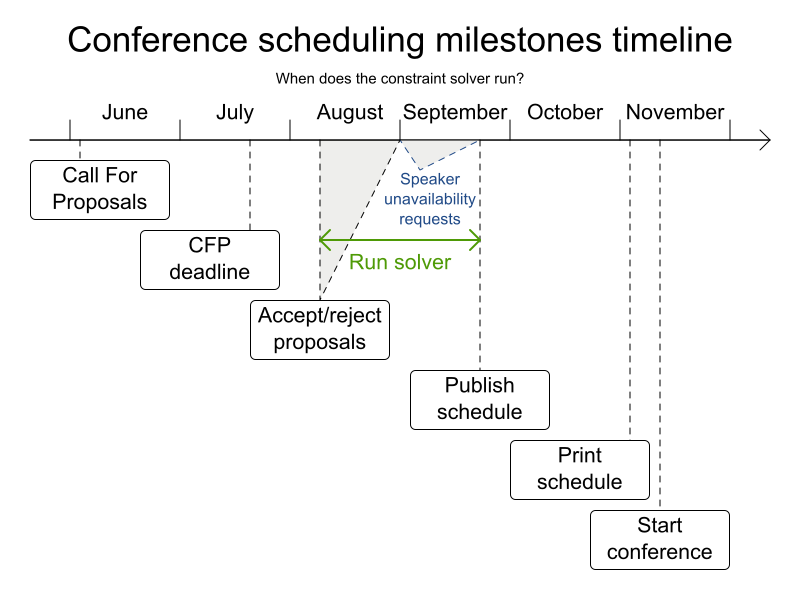 Conference scheduling milestones timeline
When does the constraint solver run?
June July August September October November
Call For
Proposals
Speaker
unavailability
requests
CFP
deadline
Run solver
Accept/reject
proposals
Publish
schedule
Print
schedule
Start
conference